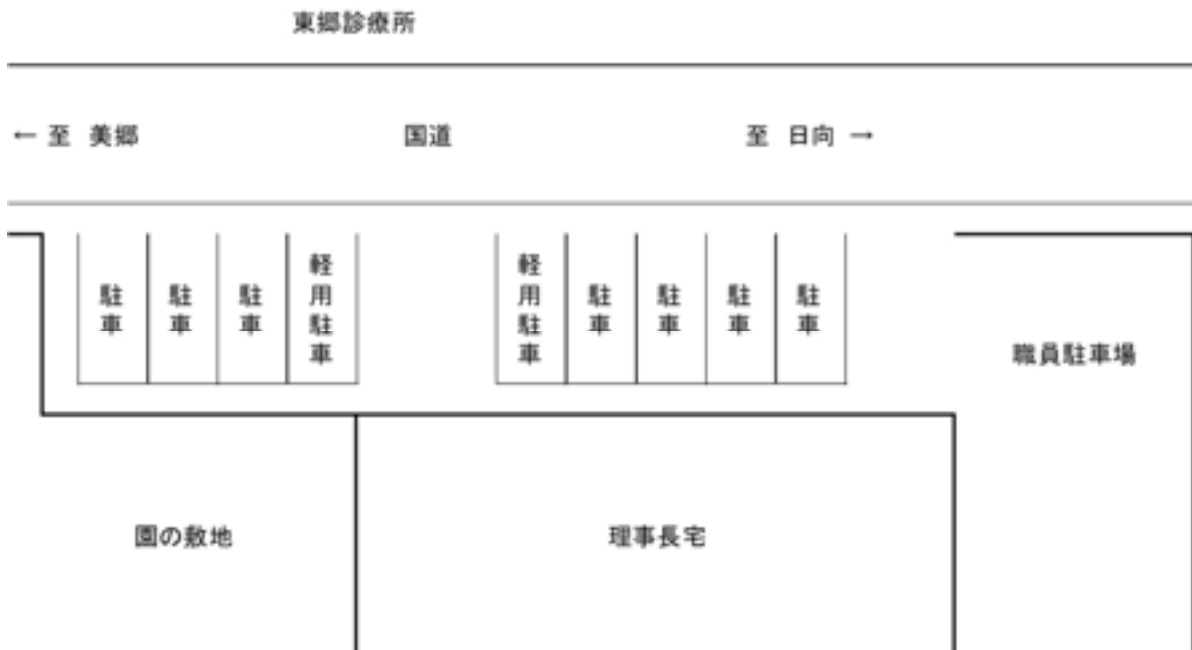 東郷診療所
← 至 美郷
国道
至 日向 →
駐車
駐車
駐車
軽用駐車
軽用駐車
駐車
駐車
駐車
駐車
職員駐車場
園の敷地
理事長宅